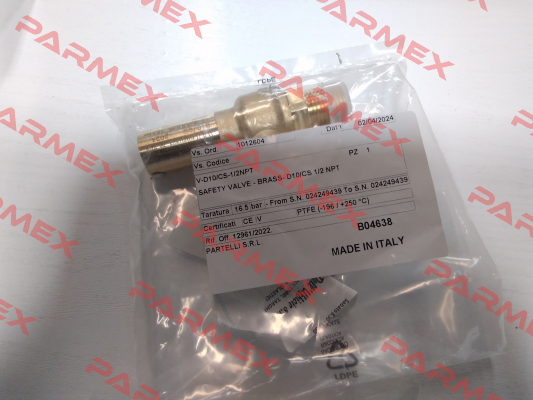 PARMEX
PARMEX
PARMEX
PARMEX
PARMEX
PARMEX
PARMEX
PARMEX
Vs. Ord 1012604 Data 02/04/2024
Vs. Codice
V-D10/CS-1/2NPT PZ 1
SAFETY VALVE - BRASS- D10/CS 1/2 NPT
Taratura 16.5 bar - From S.N. 024249439 To S.N. 024249439
Certificati CE V PTFE (-196 / +250 °C)
Rif Off. 12961/2022 B04638
PARTELLI S.R.L MADE IN ITALY
LDPE